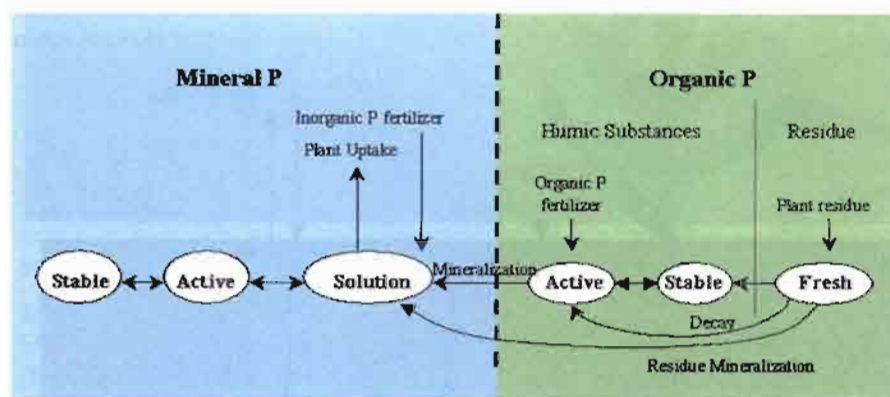 Mineral P
Organic P
Inorganic P fertilizer
Plant Uptake
Humic Substances
Residue
Organic P
fertilizer
Plant residue
Stable
Active
Solution
Mineralization
Active
Stable
Fresh
Decay
Residue Mineralization